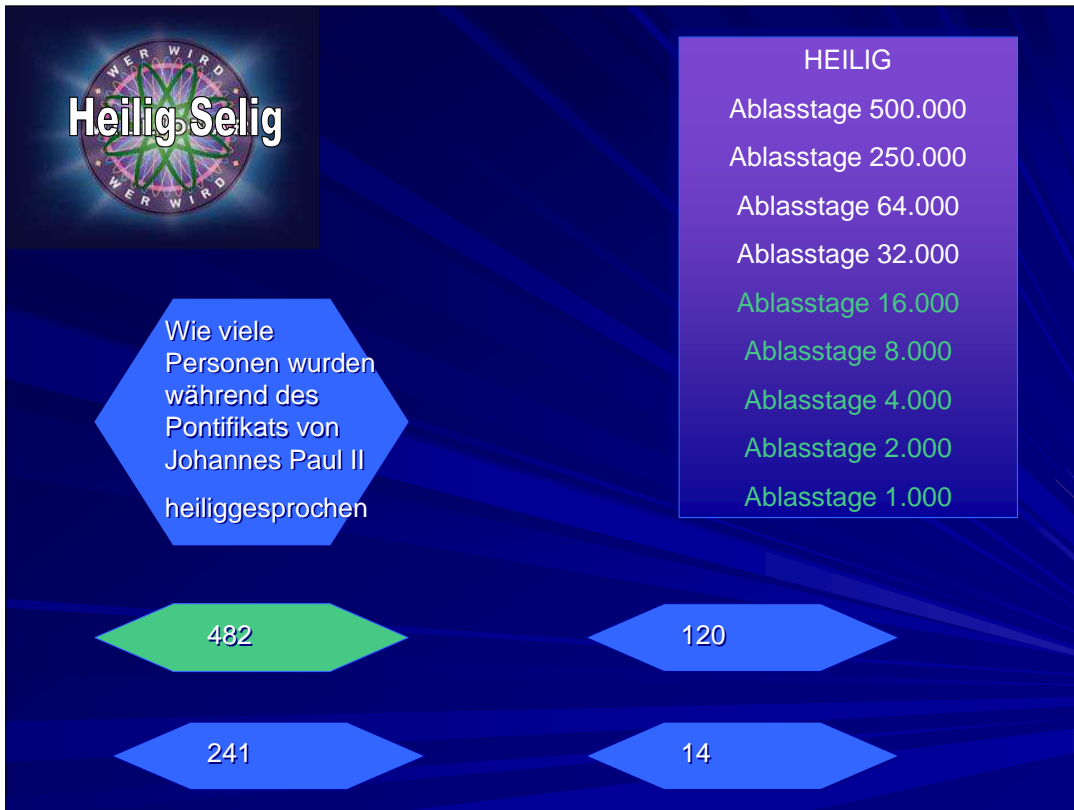 WER WIRD
Heilig Selig
WER WIRD
HEILIG
Ablasstage 500.000
Ablasstage 250.000
Ablasstage 64.000
Ablasstage 32.000
Ablasstage 16.000
Ablasstage 8.000
Ablasstage 4.000
Ablasstage 2.000
Ablasstage 1.000
Wie viele
Personen wurden
während des
Pontifikats von
Johannes Paul II
heiliggesprochen
482
120
241
14